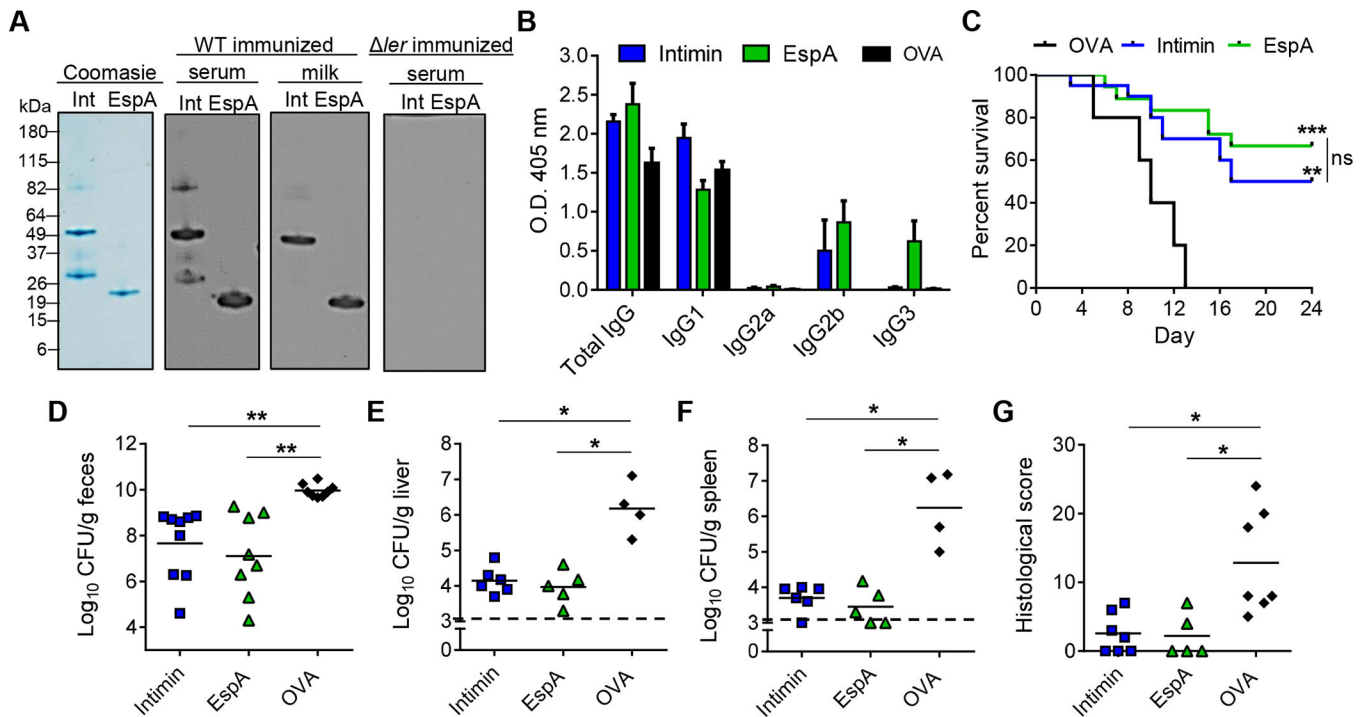 A
WT immunized
Δler immunized
Coomasie
serum
milk
serum
kDa
Int EspA
Int EspA
Int EspA
Int EspA
180
115
82
64
49
37
26
19
15
6
B
Intimin
EspA
OVA
O.D. 405 nm
3.0
2.5
2.0
1.5
1.0
0.5
0.0
Total IgG
IgG1
IgG2a
IgG2b
IgG3
C
OVA
Intimin
EspA
Percent survival
100
80
60
40
20
0
***
**
ns
0 4 8 12 16 20 24
Day
D
Log10 CFU/g feces
12
10
8
6
4
**
**
Intimin
EspA
OVA
E
Log10 CFU/g liver
8
7
6
5
4
3
0
*
*
Intimin
EspA
OVA
F
Log10 CFU/g spleen
8
7
6
5
4
3
0
*
*
Intimin
EspA
OVA
G
Histological score
30
20
10
0
*
*
Intimin
EspA
OVA